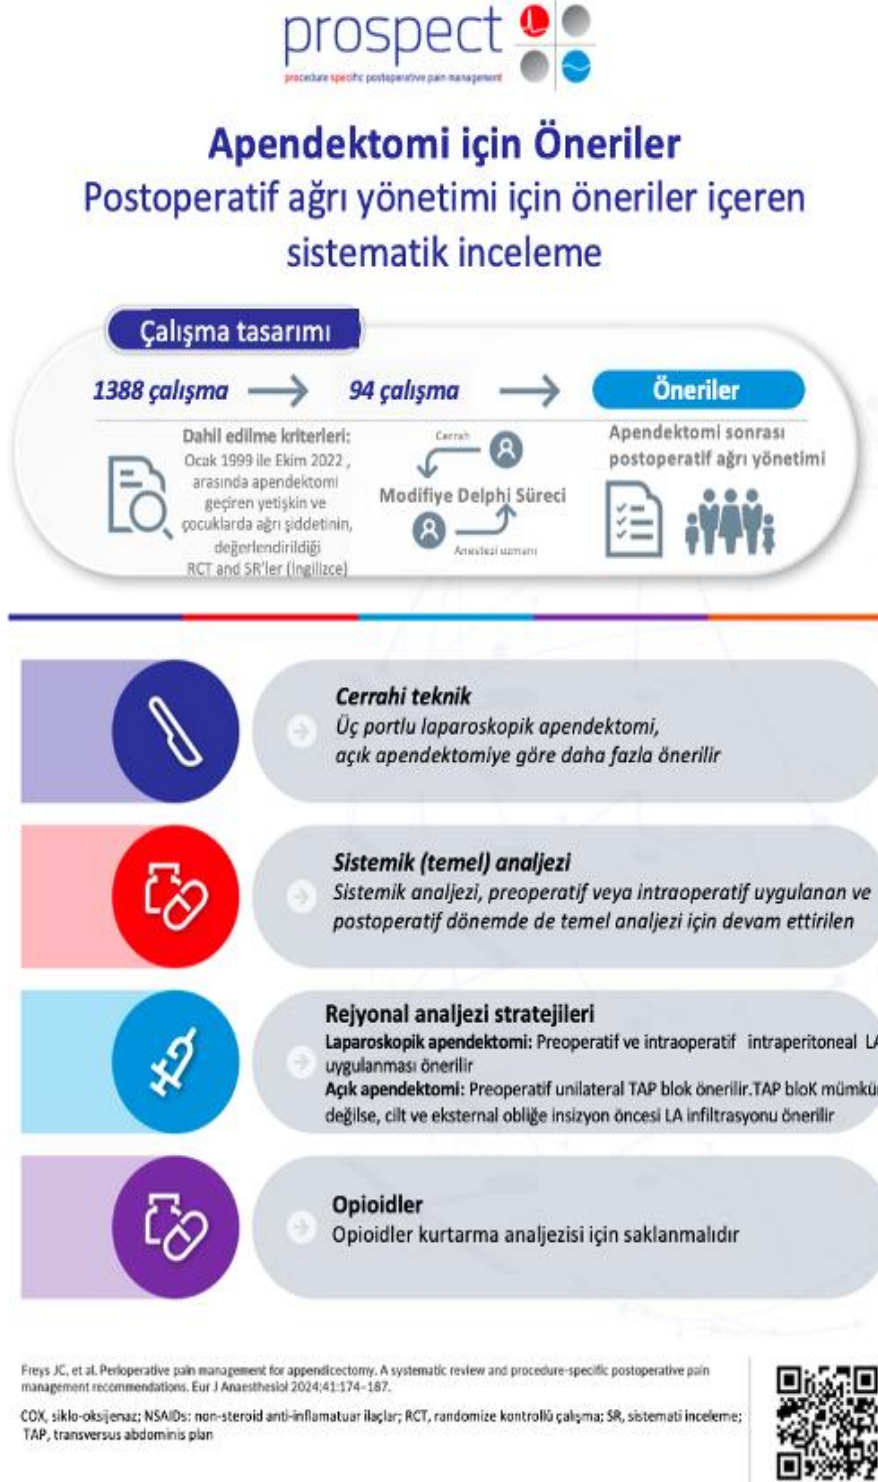 prospect
procedure specific postoperative pain management
Apendektomi için Öneriler
Postoperatif ağrı yönetimi için öneriler içeren
sistematik inceleme
Çalışma tasarımı
1388 çalışma
94 çalışma
Öneriler
Dahil edilme kriterleri:
Ocak 1999 ile Ekim 2022 ,
arasında apendektomi
geçiren yetişkin ve
çocuklarda ağrı şiddetinin,
değerlendirildiği
RCT and SR'ler (İngilizce)
Cerrah
Modifiye Delphi Süreci
Anestezi uzmanı
Apendektomi sonrası
postoperatif ağrı yönetimi
Cerrahi teknik
Üç portlu laparoskopik apendektomi,
açık apendektomiye göre daha fazla önerilir
Sistemik (temel) analjezi
Sistemik analjezi, preoperatif veya intraoperatif uygulanan ve
postoperatif dönemde de temel analjezi için devam ettirilen
Rejyonal analjezi stratejileri
Laparoskopik apendektomi: Preoperatif ve intraoperatif intraperitoneal LA
uygulanması önerilir
Açık apendektomi: Preoperatif unilateral TAP blok önerilir.TAP bloK mümkü
değilse, cilt ve eksternal obliğe insizyon öncesi LA infiltrasyonu önerilir
Opioidler
Opioidler kurtarma analjezisi için saklanmalıdır
Freys JC, et al. Perioperative pain management for appendicectomy. A systematic review and procedure-specific postoperative pain
management recommendations. Eur J Anaesthesiol 2024;41:174–187.
COX, siklo-oksijenaz; NSAIDs: non-steroid anti-inflamatuar ilaçlar; RCT, randomize kontrollü çalışma; SR, sistemati inceleme;
TAP, transversus abdominis plan